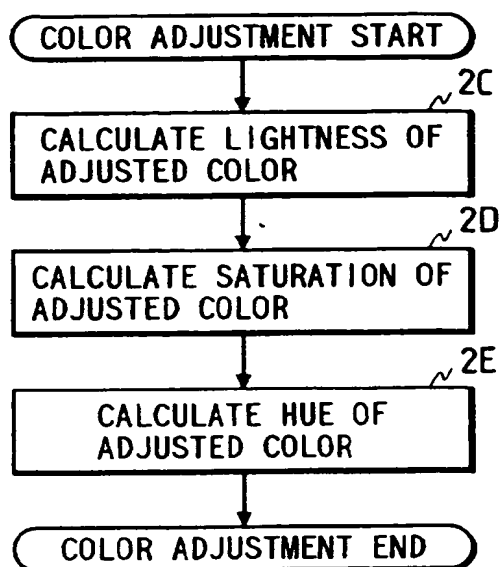 COLOR ADJUSTMENT START
2C
CALCULATE LIGHTNESS OF
ADJUSTED COLOR
2D
CALCULATE SATURATION OF
ADJUSTED COLOR
2E
CALCULATE HUE OF
ADJUSTED COLOR
COLOR ADJUSTMENT END